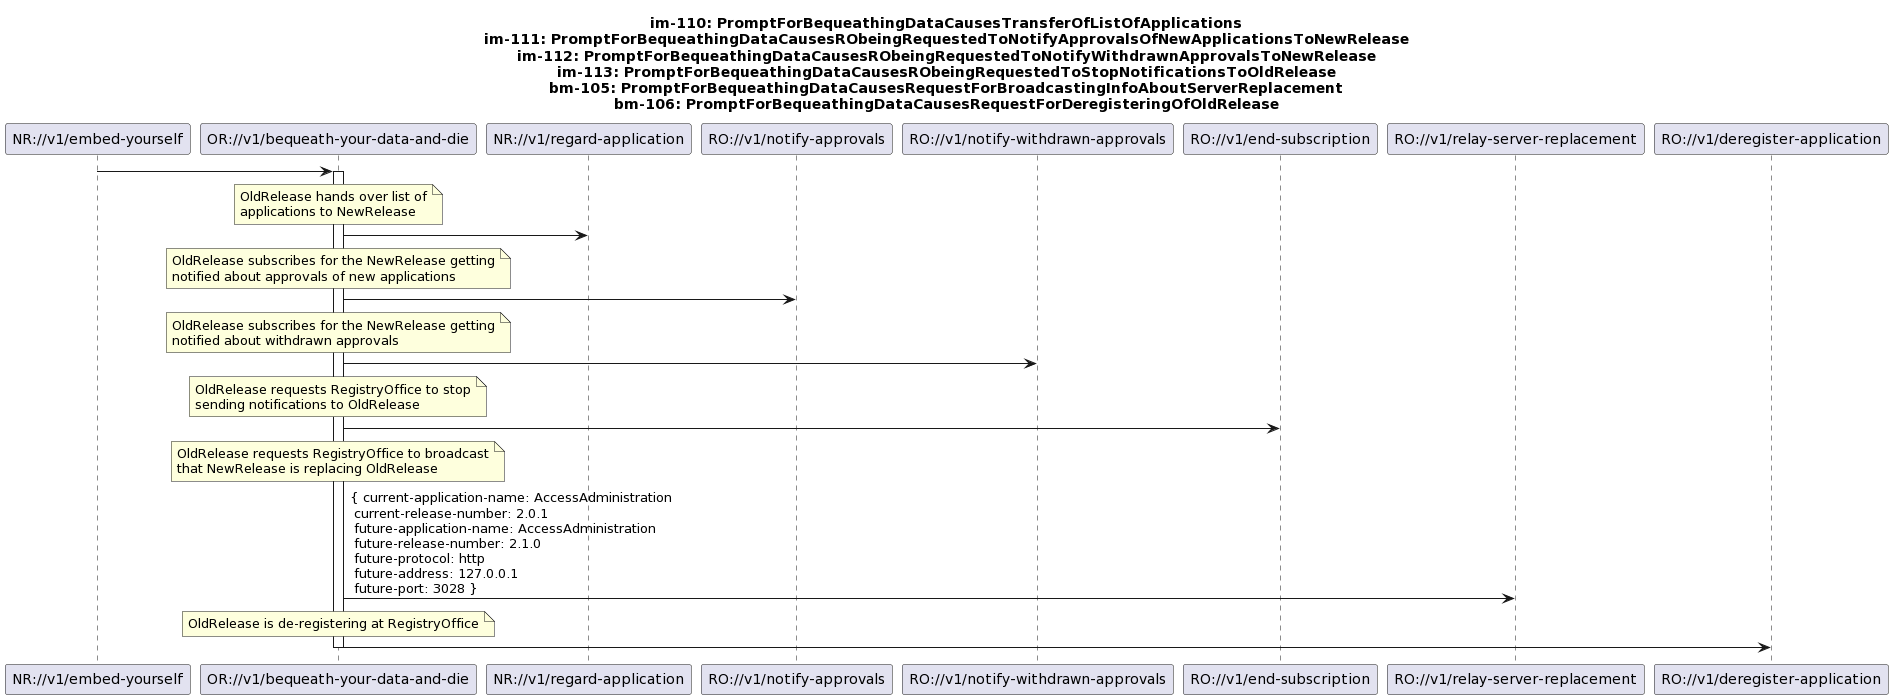 im-110: PromptForBequeathingDataCausesTransferOfListOfApplications
im-111: PromptForBequeathingDataCausesRObeingRequestedToNotifyApprovalsOfNewApplicationsToNewRelease
im-112: PromptForBequeathingDataCausesRObeingRequestedToNotifyWithdrawnApprovalsToNewRelease
im-113: PromptForBequeathingDataCausesRObeingRequestedToStopNotificationsToOldRelease
bm-105: PromptForBequeathingDataCausesRequestForBroadcastingInfoAboutServerReplacement
bm-106: PromptForBequeathingDataCausesRequestForDeregisteringOfOldRelease
NR://v1/embed-yourself
OR://v1/bequeath-your-data-and-die
NR://v1/regard-application
RO://v1/notify-approvals
RO://v1/notify-withdrawn-approvals
RO://v1/end-subscription
RO://v1/relay-server-replacement
RO://v1/deregister-application
OldRelease hands over list of
applications to NewRelease
OldRelease subscribes for the NewRelease getting
notified about approvals of new applications
OldRelease subscribes for the NewRelease getting
notified about withdrawn approvals
OldRelease requests RegistryOffice to stop
sending notifications to OldRelease
OldRelease requests RegistryOffice to broadcast
that NewRelease is replacing OldRelease
{ current-application-name: AccessAdministration
current-release-number: 2.0.1
future-application-name: AccessAdministration
future-release-number: 2.1.0
future-protocol: http
future-address: 127.0.0.1
future-port: 3028 }
OldRelease is de-registering at RegistryOffice
NR://v1/embed-yourself
OR://v1/bequeath-your-data-and-die
NR://v1/regard-application
RO://v1/notify-approvals
RO://v1/notify-withdrawn-approvals
RO://v1/end-subscription
RO://v1/relay-server-replacement
RO://v1/deregister-application